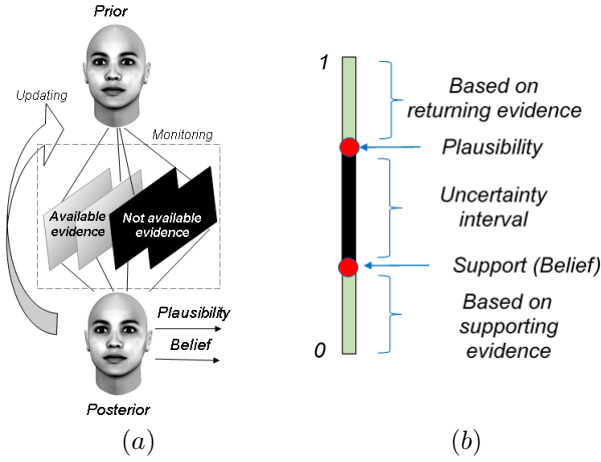 Prior
Updating
Monitoring
Available
evidence
Not available
evidence
Plausibility
Belief
Posterior
(a)
1
Based on
returning evidence
Plausibility
Uncertainty
interval
Support (Belief)
Based on
supporting
evidence
0
(b)